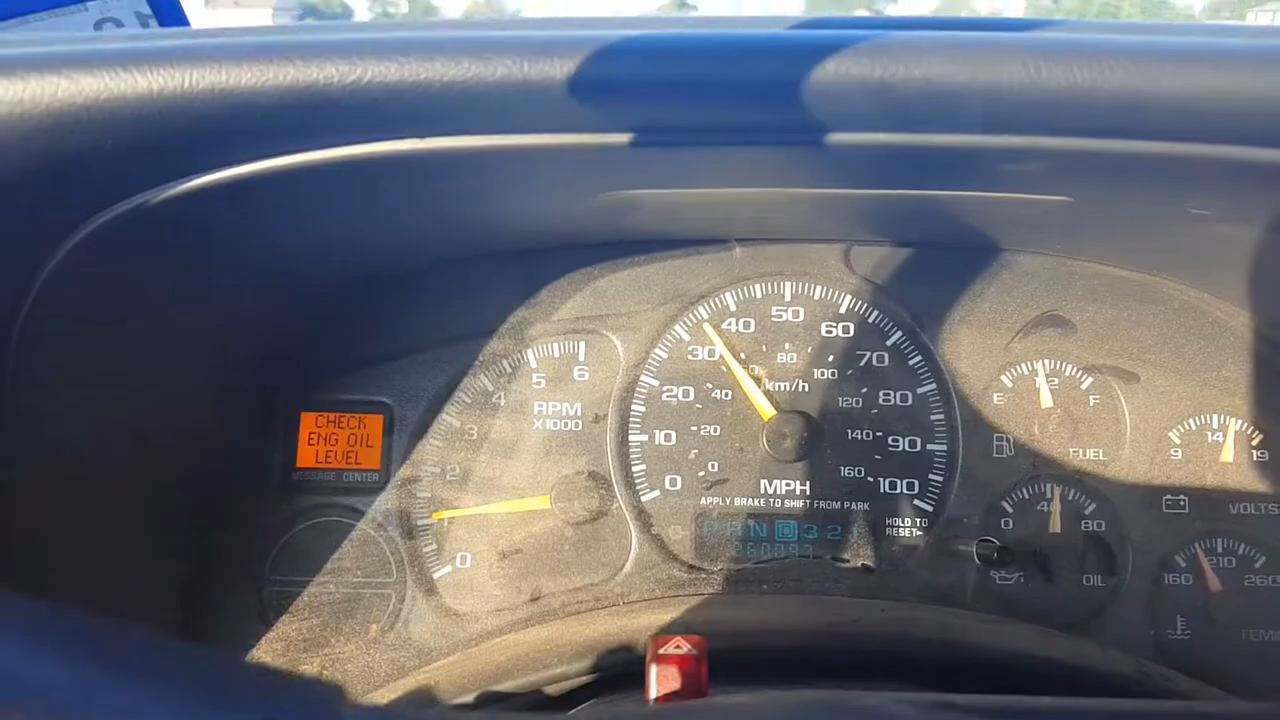 CHECK
ENG OIL
LEVEL
MESSAGE CENTER
0
2
3
4
5
6
RPM
X1000
0
10
20
30
40
50
60
70
80
90
100
0
20
40
80
100
120
140
160
km/h
MPH
APPLY BRAKE TO SHIFT FROM PARK
P R N D 3 2
HOLD TO
RESET
E
1/2
F
FUEL
9
14
19
VOLTS
0
40
80
OIL
160
210
260